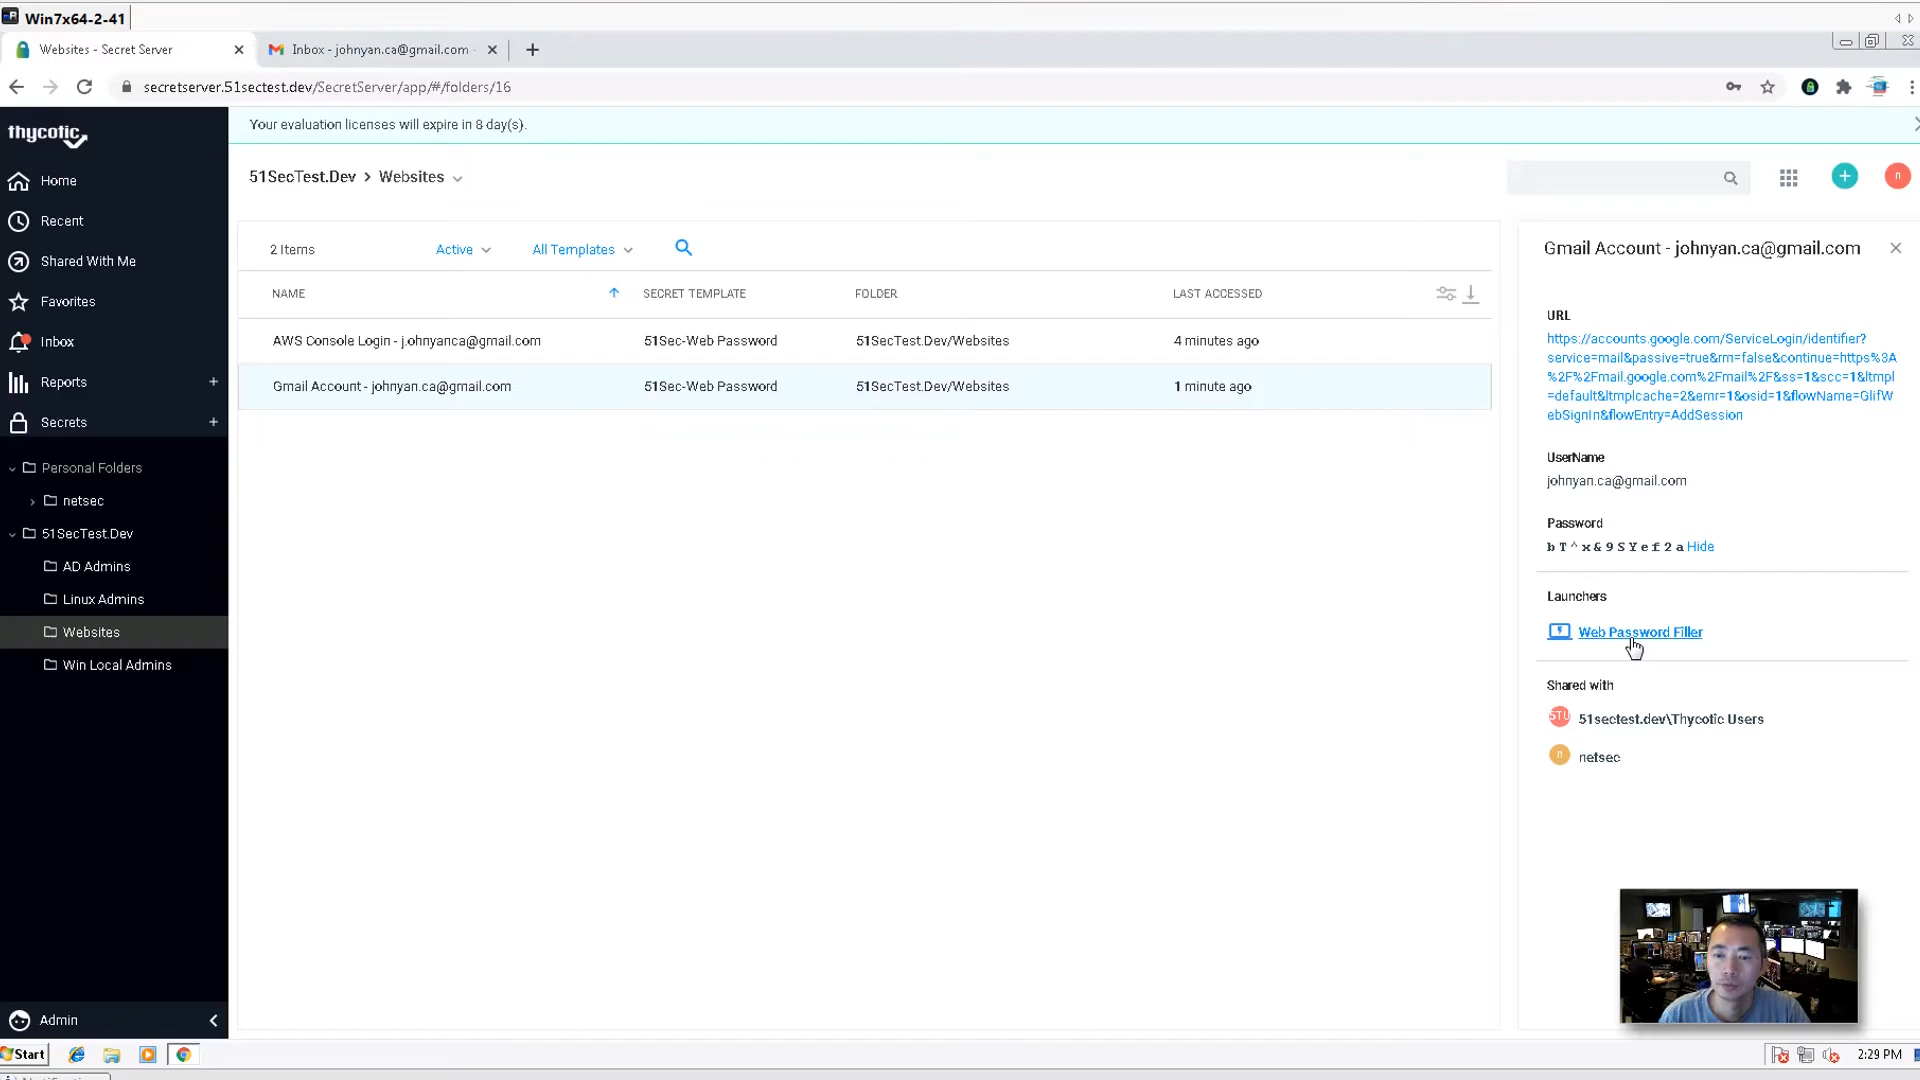 Win7x64-2-41
Websites - Secret Server
Inbox - johnyan.ca@gmail.com
secretserver.51sectest.dev/SecretServer/app/#/folders/16
thycotic
Your evaluation licenses will expire in 8 day(s).
Home
Recent
Shared With Me
Favorites
Inbox
Reports +
Secrets +
Personal Folders
netsec
51SecTest.Dev
AD Admins
Linux Admins
Websites
Win Local Admins
Admin
51SecTest.Dev > Websites
n
2 Items
Active
All Templates
NAME SECRET TEMPLATE FOLDER LAST ACCESSED
AWS Console Login - j.ohnyanca@gmail.com 51Sec-Web Password 51SecTest.Dev/Websites 4 minutes ago
Gmail Account - johnyan.ca@gmail.com 51Sec-Web Password 51SecTest.Dev/Websites 1 minute ago
Gmail Account - johnyan.ca@gmail.com
URL
https://accounts.google.com/ServiceLogin/identifier?
service=mail&passive=true&rm=false&continue=https%3A
%2F%2Fmail.google.com%2Fmail%2F&ss=1&scc=1&ltmpl
=default&ltmplcache=2&emr=1&osid=1&flowName=GlifW
ebSignIn&flowEntry=AddSession
UserName
johnyan.ca@gmail.com
Password
bT^x&9SYef2a Hide
Launchers
Web Password Filler
Shared with
5TU 51sectest.dev\Thycotic Users
n netsec
Start
2:29 PM